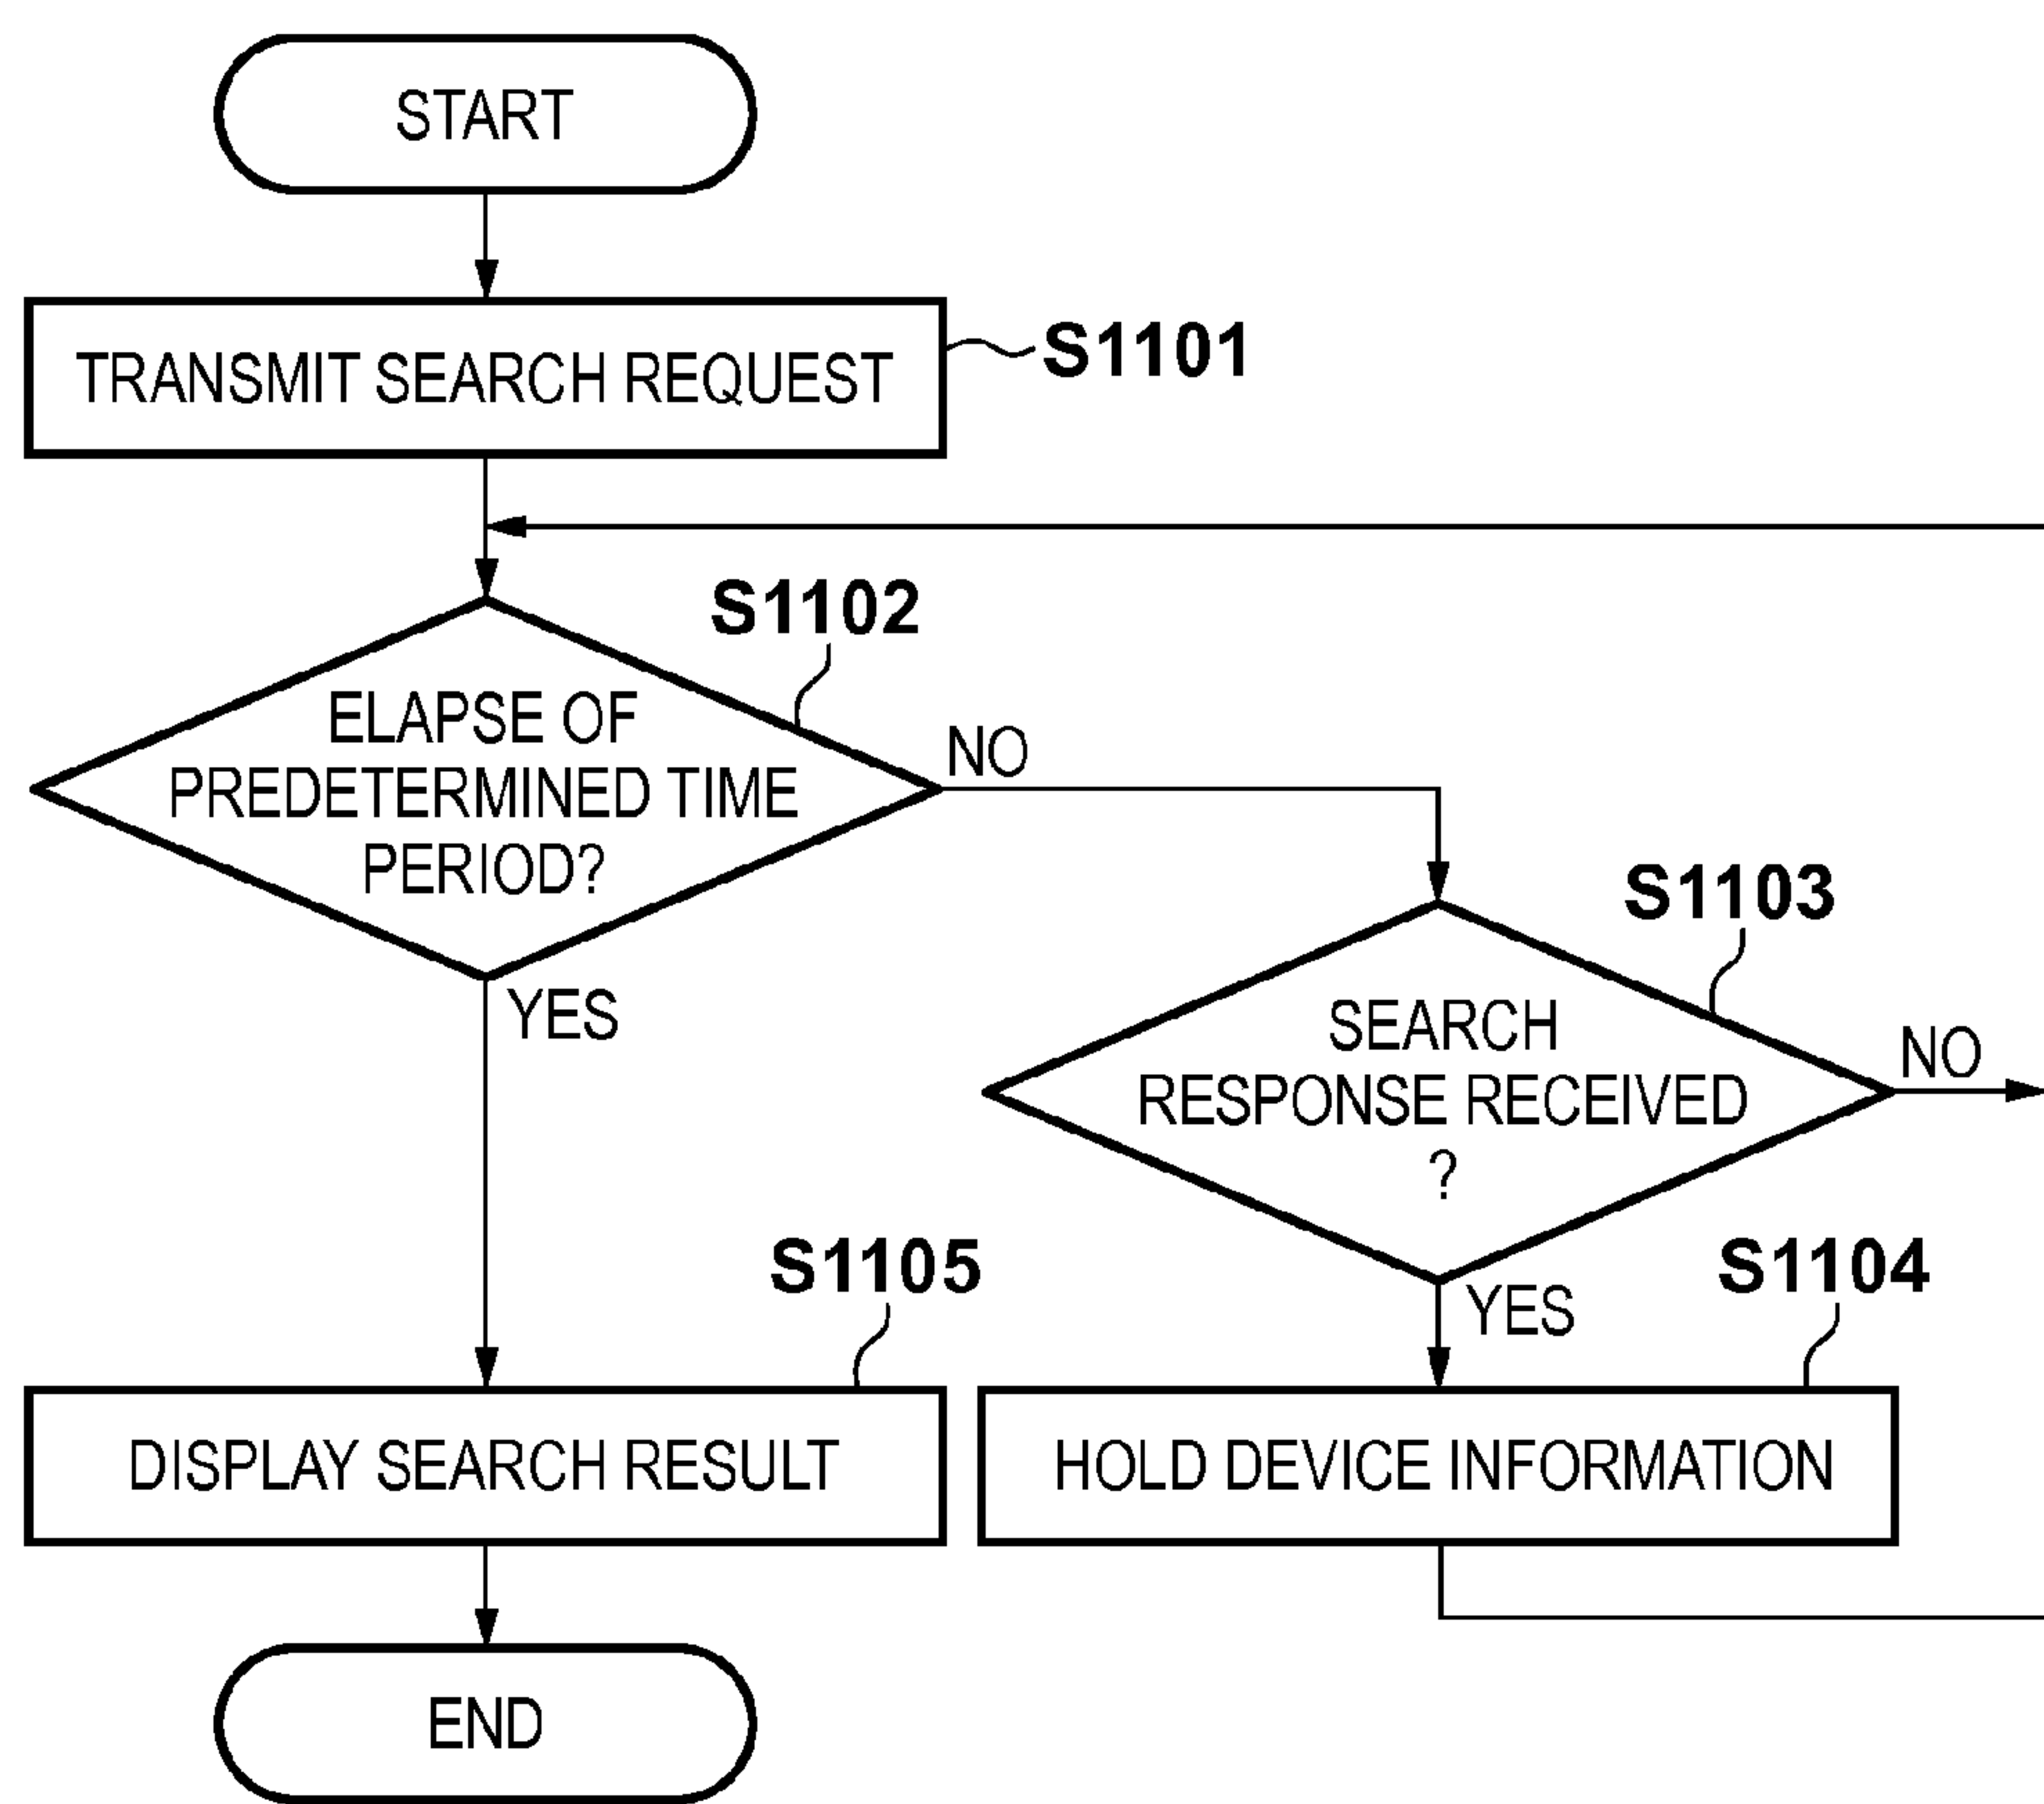 START
TRANSMIT SEARCH REQUEST
S1101
S1102
ELAPSE OF
PREDETERMINED TIME
PERIOD?
NO
YES
S1103
SEARCH
RESPONSE RECEIVED
?
NO
YES
S1104
HOLD DEVICE INFORMATION
S1105
DISPLAY SEARCH RESULT
END